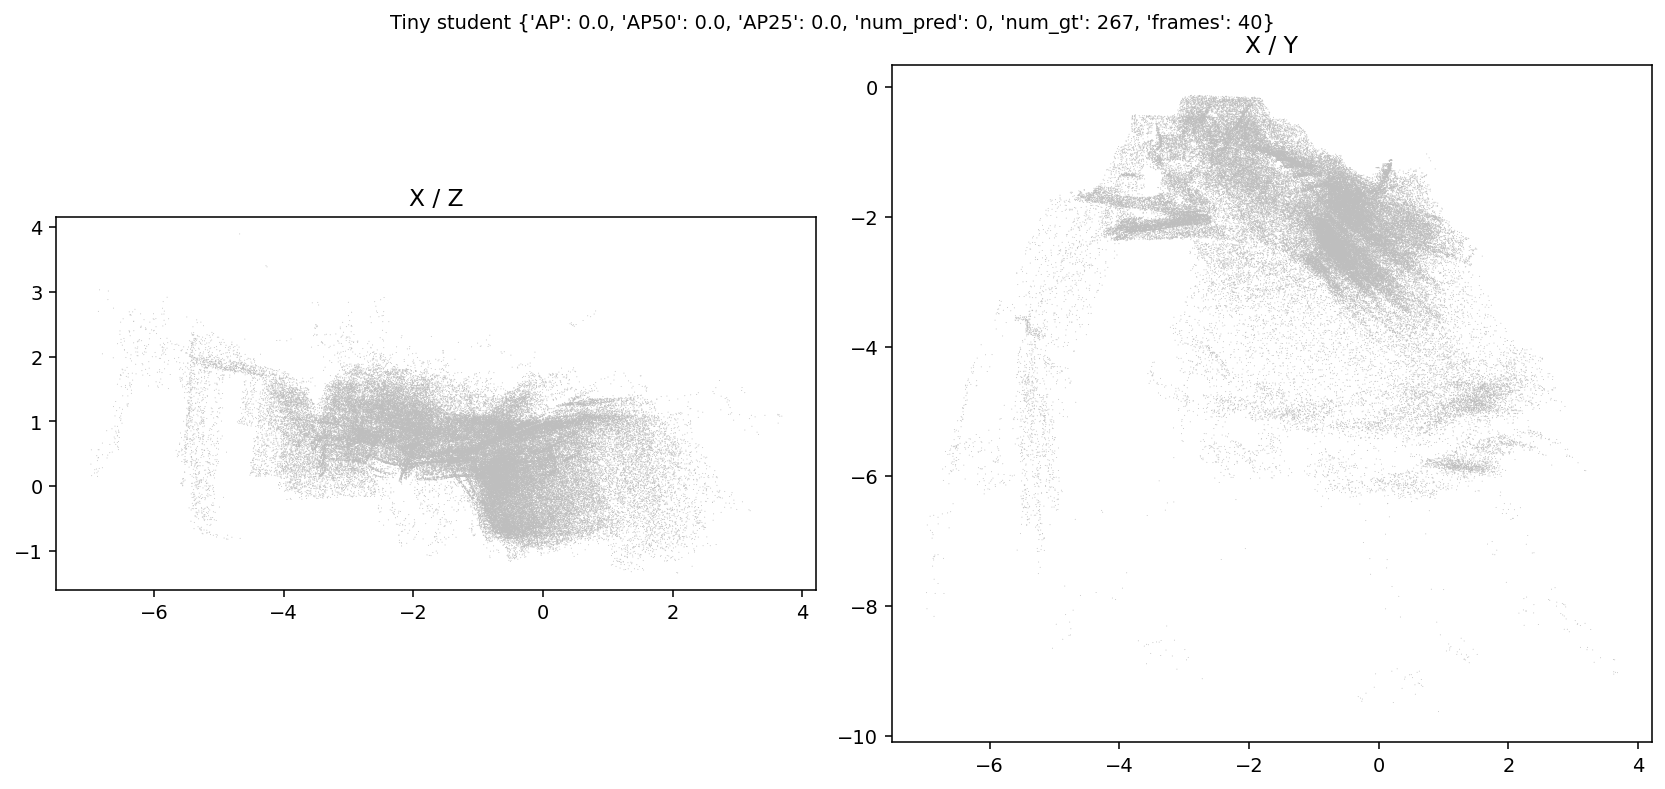 Tiny student {'AP': 0.0, 'AP50': 0.0, 'AP25': 0.0, 'num_pred': 0, 'num_gt': 267, 'frames': 40}
X / Z
4
3
2
1
0
−1
−6 −4 −2 0 2 4
X / Y
0
−2
−4
−6
−8
−10
−6 −4 −2 0 2 4